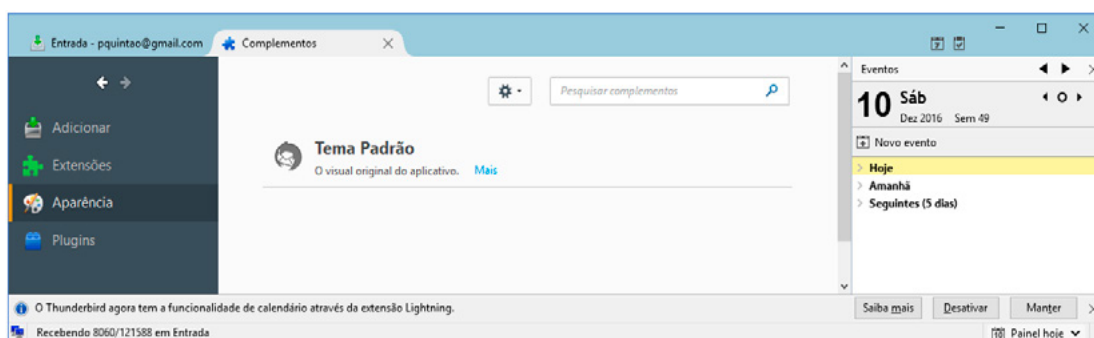 Entrada - pquintao@gmail.com
Complementos
Adicionar
Extensões
Aparência
Plugins
Pesquisar complementos
Tema Padrão
O visual original do aplicativo. Mais
Eventos
10 Sáb
Dez 2016 Sem 49
Novo evento
Hoje
Amanhã
Seguintes (5 dias)
O Thunderbird agora tem a funcionalidade de calendário através da extensão Lightning.
Saiba mais Desativar Manter
Recebendo 8060/121588 em Entrada
Painel hoje